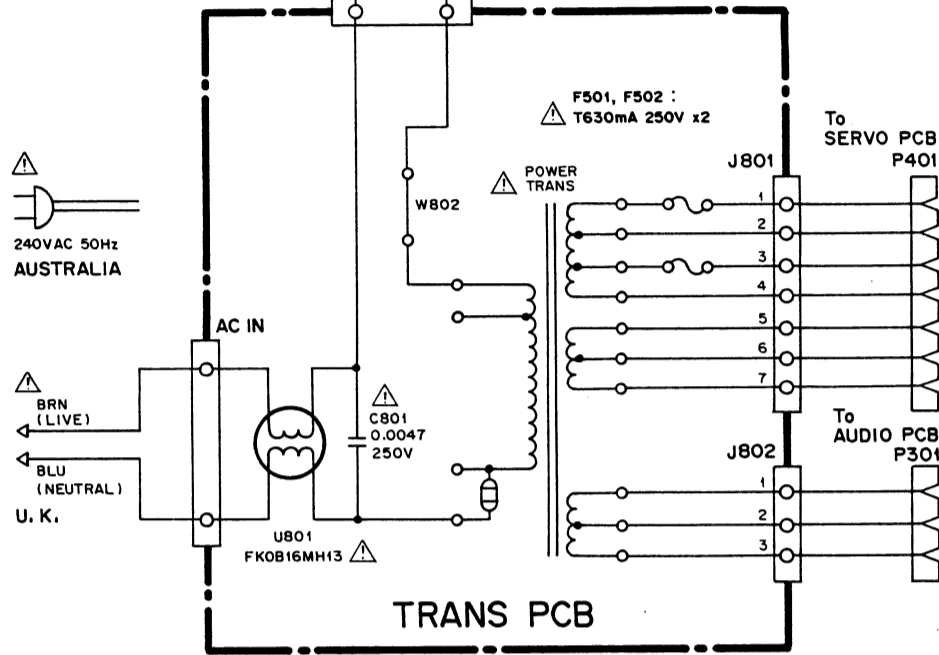 F501, F502 :
T630mA 250V x2
To
SERVO PCB
P401
J801
POWER
TRANS
W802
240VAC 50Hz
AUSTRALIA
1
2
3
4
5
6
7
AC IN
BRN
(LIVE)
BLU
(NEUTRAL)
U.K.
C801
0.0047
250V
To
AUDIO PCB
P301
J802
1
2
3
U801
FKOB16MH13
TRANS PCB